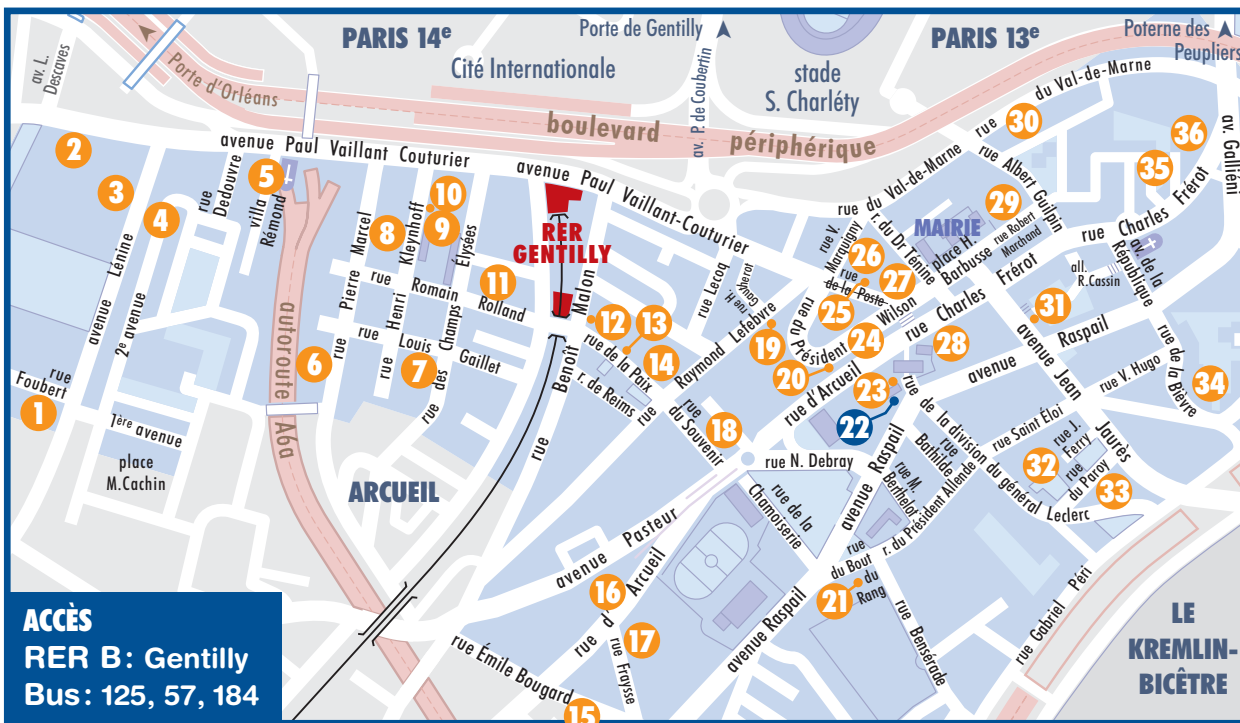 PARIS 14e
Porte de Gentilly
PARIS 13e
Poterne des
Peupliers
av. L.
Descaves
Porte d'Orléans
Cité Internationale
av. P. de Coubertin
stade
S. Charléty
boulevard périphérique
rue du Val-de-Marne
30
36
35
av. Galliéni
2
avenue Paul Vaillant Couturier
avenue Paul Vaillant-Couturier
rue du Val-de-Marne
rue Albert Guilpin
3
4
rue Dedouvre
5
villa
Rémond
10
9
8
rue Pierre Marcel
rue Henri Kleynhoff
rue des Champs Élysées
RER
GENTILLY
MAIRIE
29
place H.
Barbusse
rue Robert
Marchand
r. du Dr Ténine
rue V.
Marquigny
26
27
rue
de la Poste
25
rue Charles Frérot
rue Charles Frérot
av. de la
République
all.
R. Cassin
31
avenue Lénine
2e avenue
autoroute A6a
rue Romain Rolland
11
rue Benoit Malon
12
13
14
rue de la Paix
r. de Reims
rue Lecoq
rue H.
Gautherot
rue Raymond Lefebvre
19
rue du Président Wilson
20
24
rue d'Arcueil
28
23
22
avenue Raspail
avenue Jean Jaurès
rue V. Hugo
rue de la Bièvre
34
rue Louis Gaillet
6
7
rue
Foubert
1
1ère avenue
place
M.Cachin
ARCUEIL
rue du Souvenir
18
rue N. Debray
rue de la
Chamoiserie
avenue Raspail
rue
Bathilde
rue M.
Berthelot
rue de la division du général Leclerc
rue Saint Éloi
r. du Président Allende
32
rue J.
Ferry
rue
du Paroy
33
avenue Pasteur
16
rue d'Arcueil
17
rue Fraysse
rue Émile Bougard
15
avenue Raspail
21
rue
du Bout
du
Rang
rue Benserade
rue Gabriel Péri
LE
KREMLIN-
BICÊTRE
ACCÈS
RER B: Gentilly
Bus: 125, 57, 184